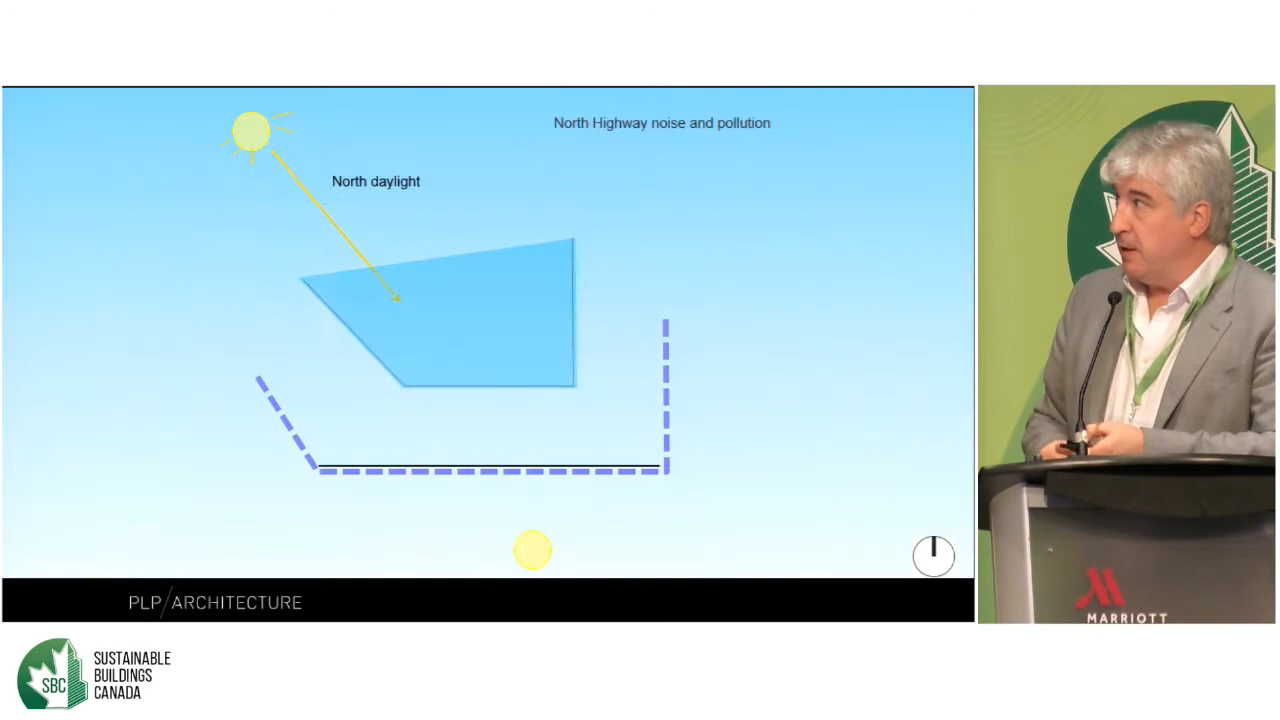 North Highway noise and pollution
North daylight
PLP/ARCHITECTURE
MARRIOTT
SBC
SUSTAINABLE
BUILDINGS
CANADA